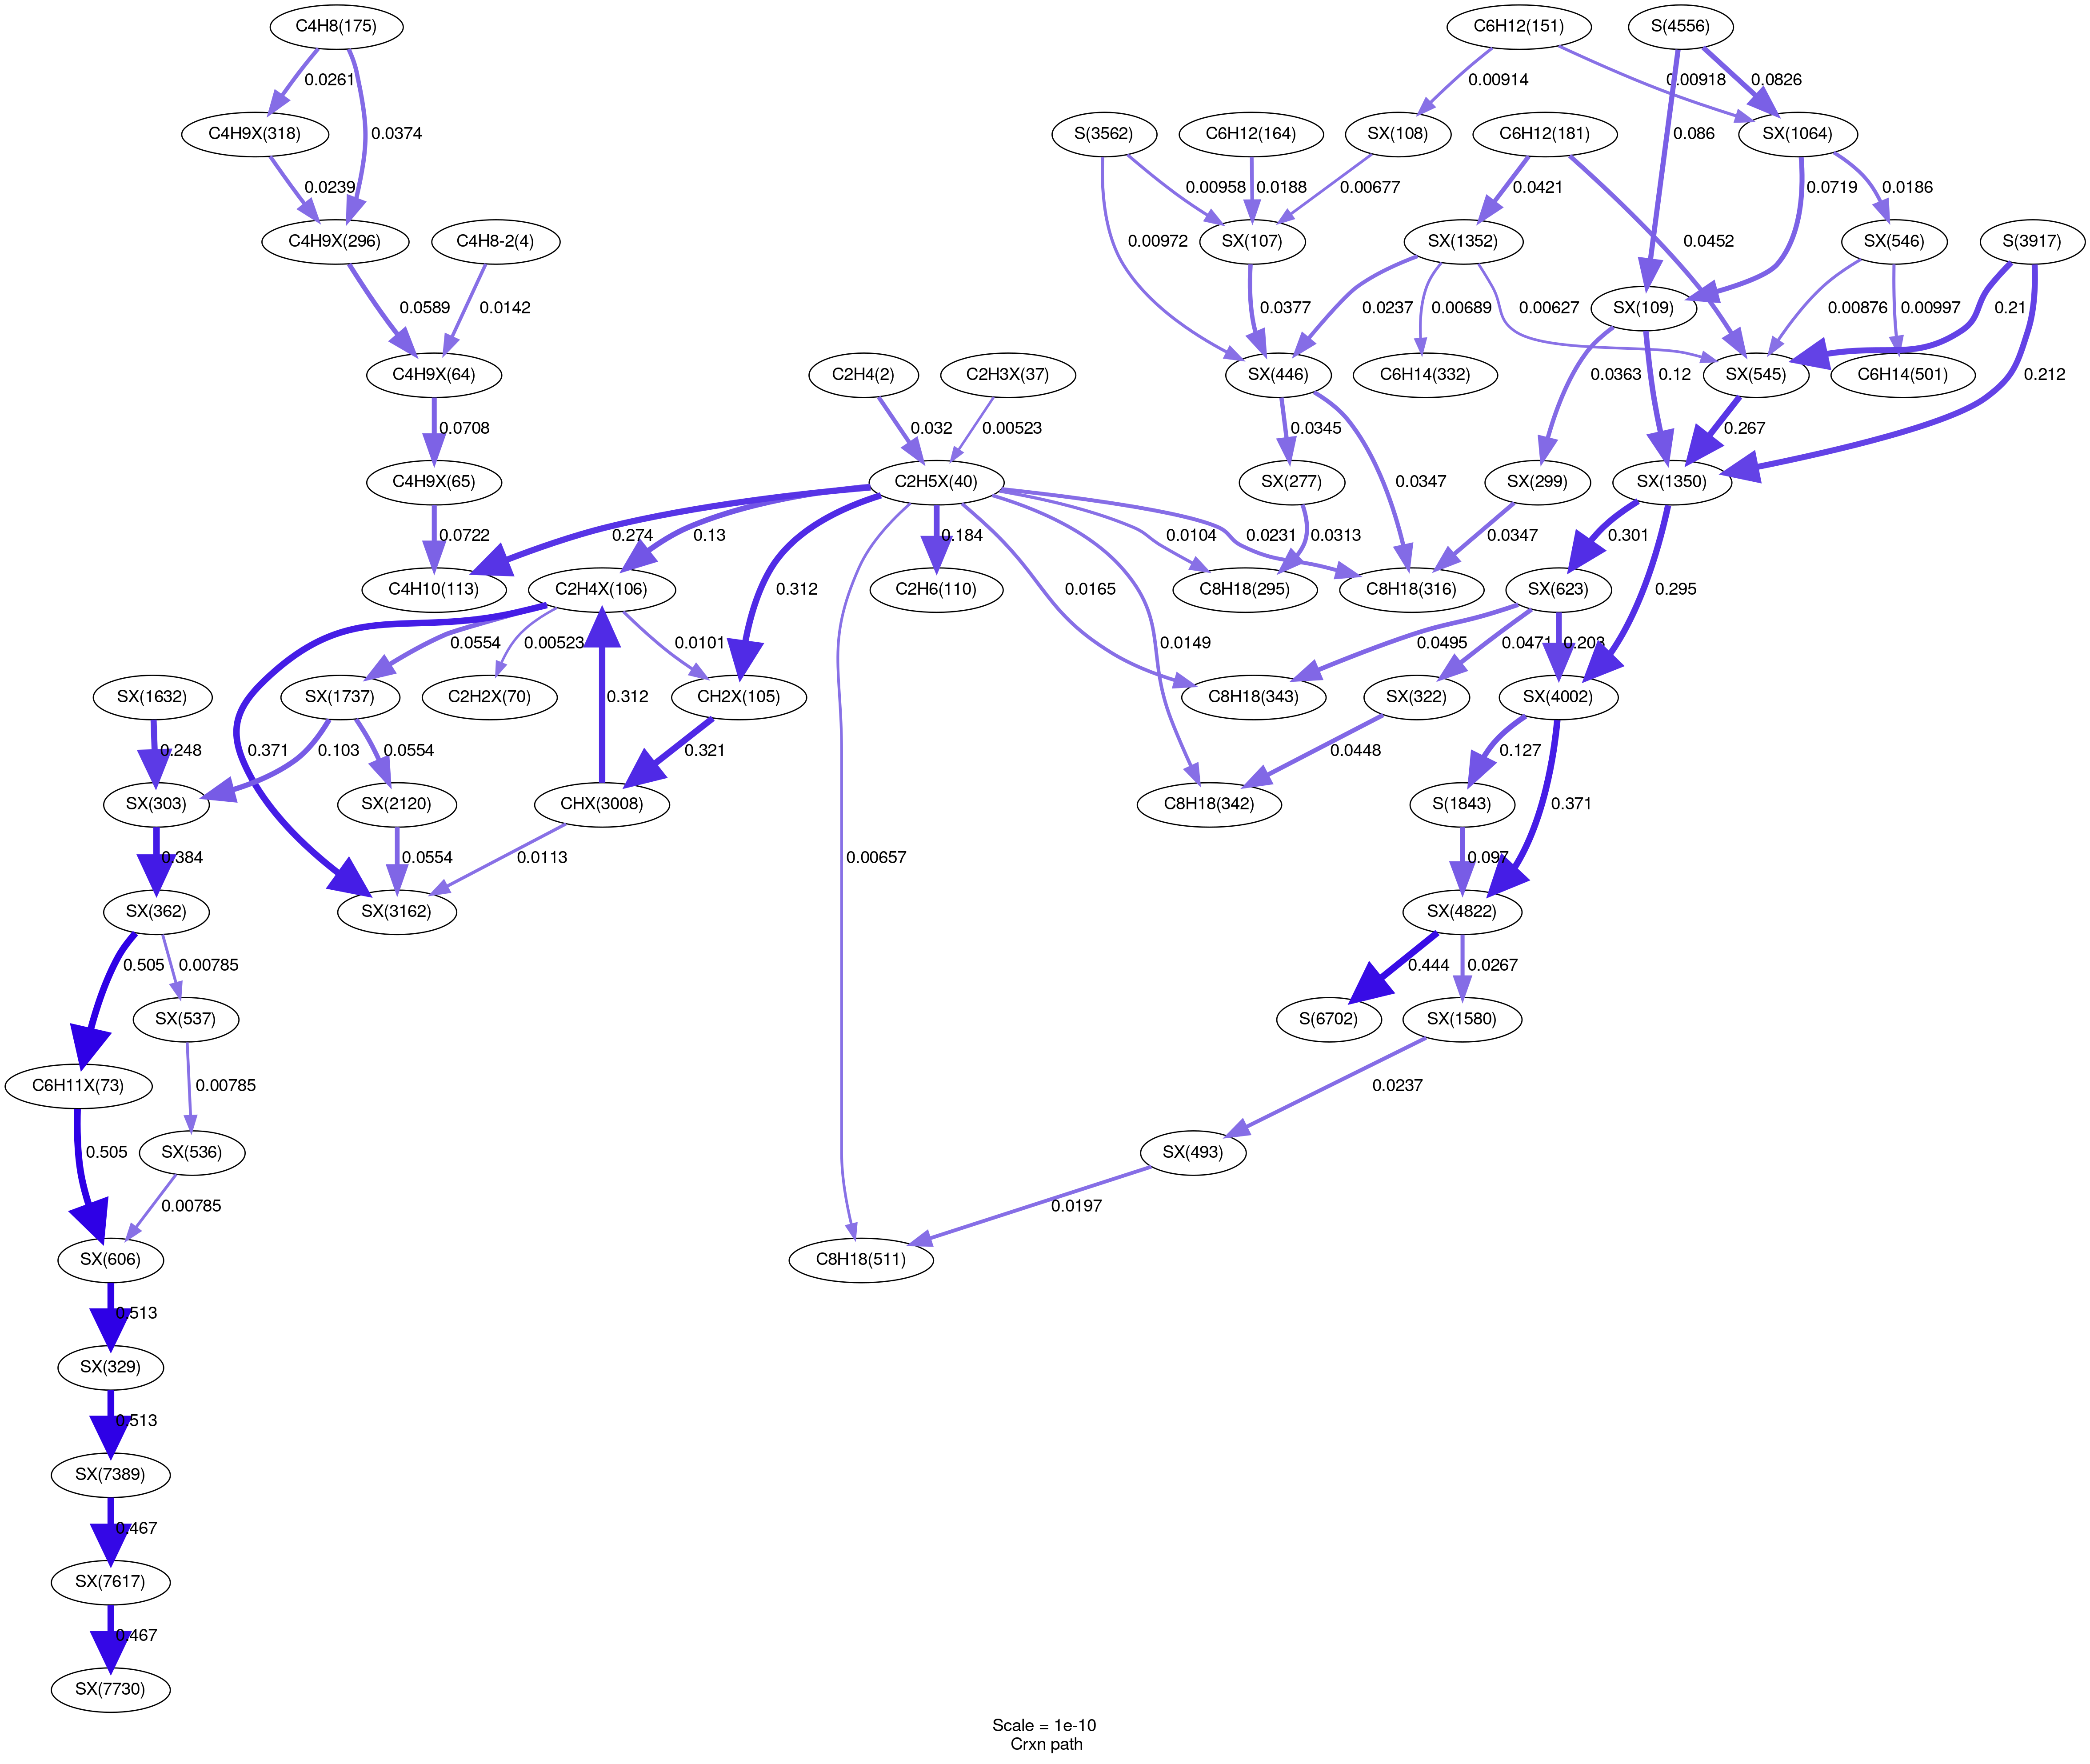 C4H8(175)
C6H12(151)
S(4556)
0.0261
0.00914
0.00918
0.0826
C4H9X(318)
0.0374
S(3562)
C6H12(164)
SX(108)
C6H12(181)
0.086
SX(1064)
0.0239
0.00958
0.0188
0.00677
0.0421
0.0719
0.0186
C4H9X(296)
C4H8-2(4)
0.00972
SX(107)
SX(1352)
0.0452
SX(546)
S(3917)
0.0589
0.0142
0.0377
0.0237
0.00689
0.00627
SX(109)
0.00876
0.00997
0.21
C4H9X(64)
C2H4(2)
C2H3X(37)
SX(446)
C6H14(332)
0.0363
0.12
SX(545)
C6H14(501)
0.212
0.0708
0.032
0.00523
0.0345
0.267
C4H9X(65)
C2H5X(40)
SX(277)
0.0347
SX(299)
SX(1350)
0.0722
0.274
0.13
0.184
0.0104
0.0231
0.0313
0.0347
0.301
C4H10(113)
C2H4X(106)
0.312
C2H6(110)
0.0165
C8H18(295)
C8H18(316)
SX(623)
0.295
0.0554
0.00523
0.0101
0.0149
0.0495
0.0471
0.203
SX(1632)
SX(1737)
C2H2X(70)
0.312
CH2X(105)
C8H18(343)
SX(322)
SX(4002)
0.248
0.371
0.103
0.0554
0.321
0.0448
0.127
SX(303)
SX(2120)
CHX(3008)
C8H18(342)
S(1843)
0.371
0.384
0.0554
0.0113
0.00657
0.097
SX(362)
SX(3162)
SX(4822)
0.505
0.00785
0.444
0.0267
SX(537)
S(6702)
SX(1580)
C6H11X(73)
0.00785
0.0237
0.505
SX(536)
SX(493)
0.00785
0.0197
SX(606)
C8H18(511)
0.513
SX(329)
0.513
SX(7389)
0.467
SX(7617)
0.467
SX(7730)
Scale = 1e-10
Crxn path